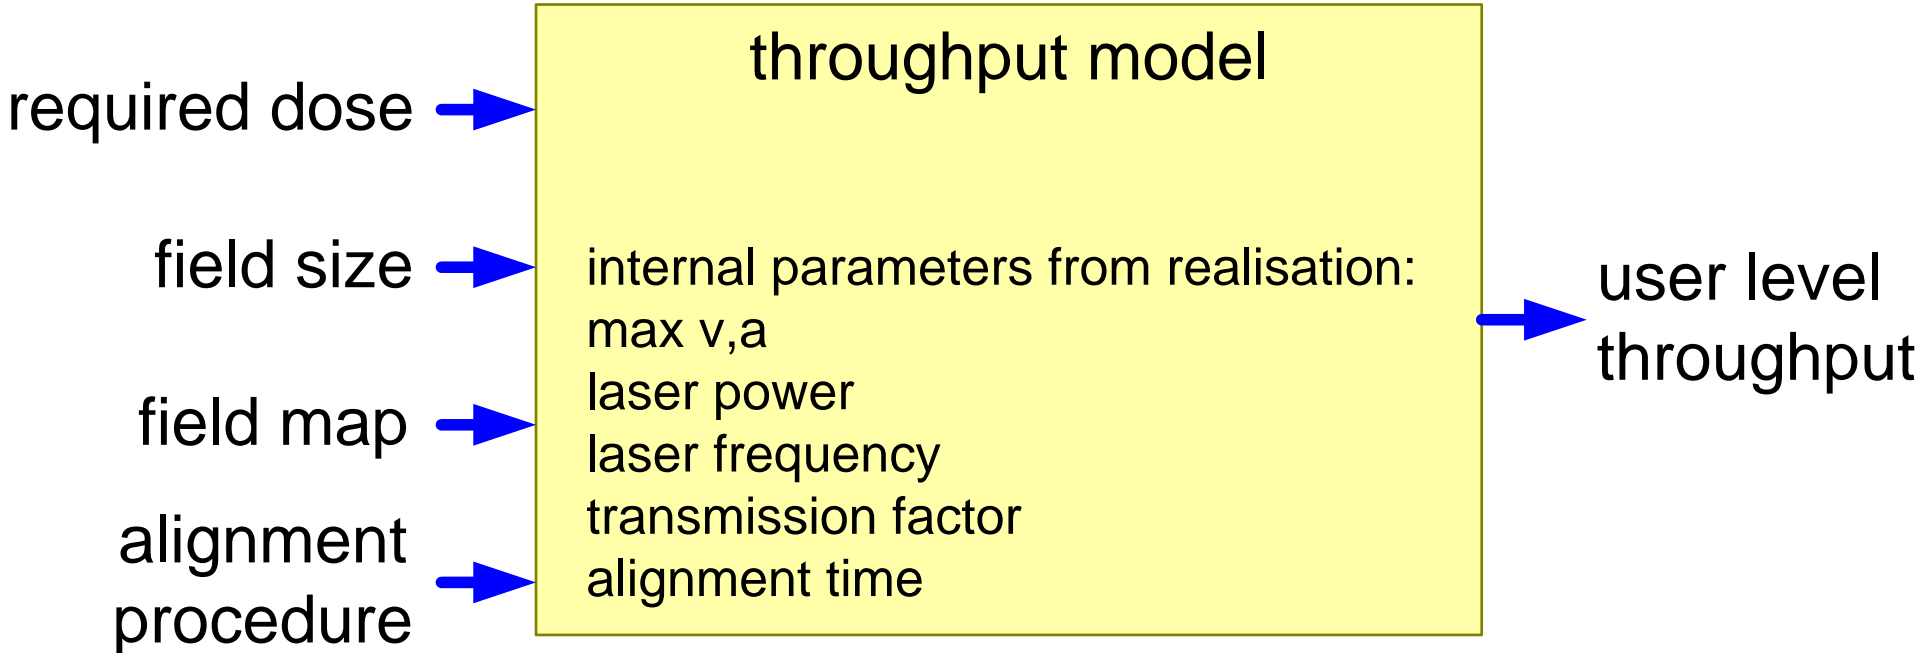 throughput model
required dose
field size
field map
alignment
procedure
internal parameters from realisation:
max v,a
laser power
laser frequency
transmission factor
alignment time
user level
throughput